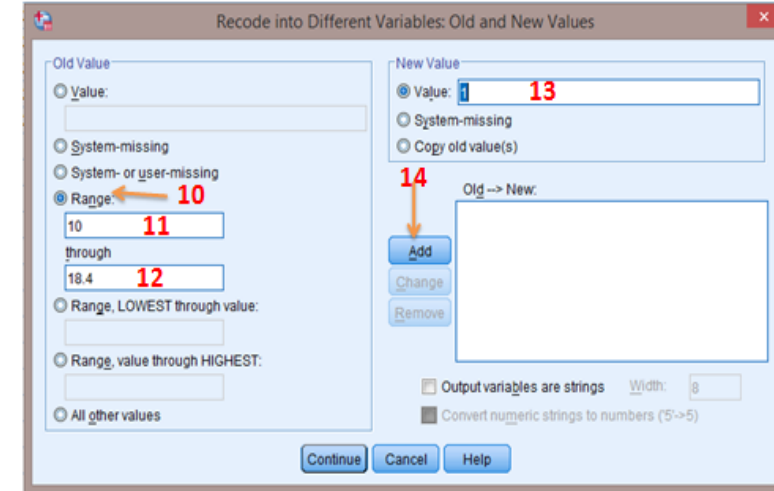 Recode into Different Variables: Old and New Values
x
Old Value
Value:
System-missing
System- or user-missing
Range:
10
10
11
through
18.4
12
Range, LOWEST through value:
Range, value through HIGHEST:
All other values
New Value
Value:
1
13
System-missing
Copy old value(s)
14
Old --> New:
Add
Change
Remove
Output variables are strings
Width:
8
Convert numeric strings to numbers ('5'->5)
Continue
Cancel
Help